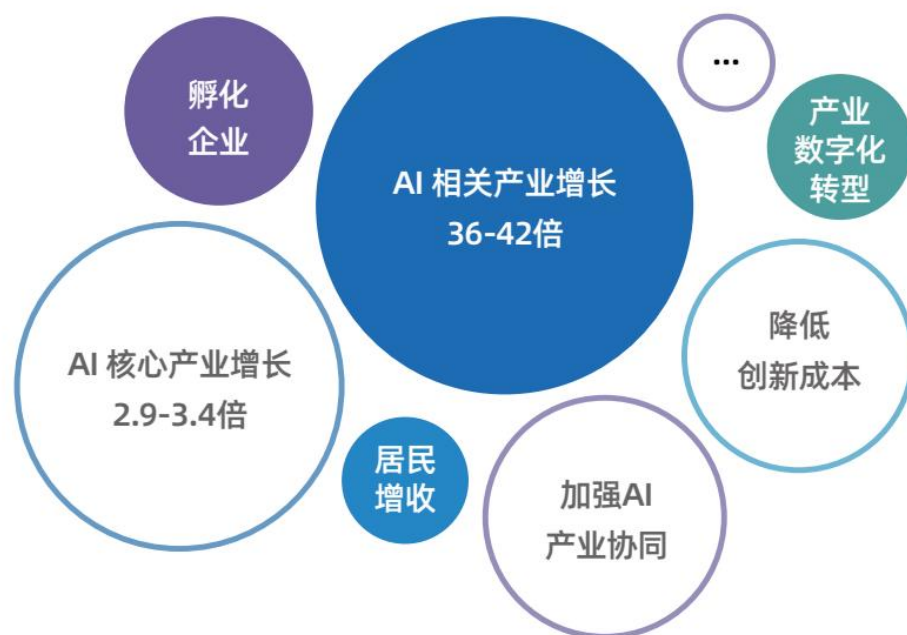 孵化
企业
AI 相关产业增长
36-42倍
...
产业
数字化
转型
AI 核心产业增长
2.9-3.4倍
降低
创新成本
居民
增收
加强AI
产业协同